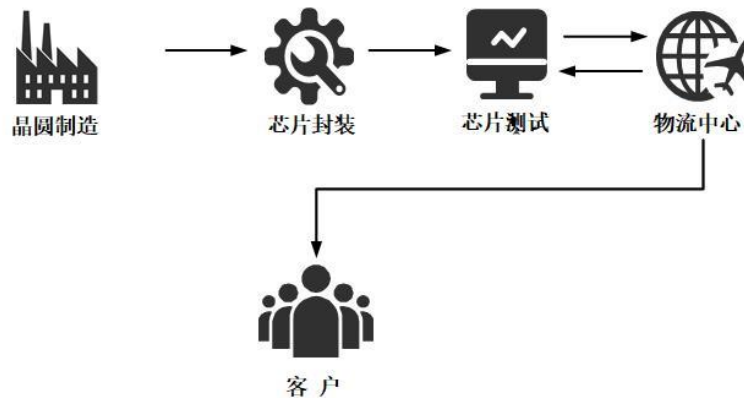 晶圆制造
芯片封装
芯片测试
物流中心
客 户